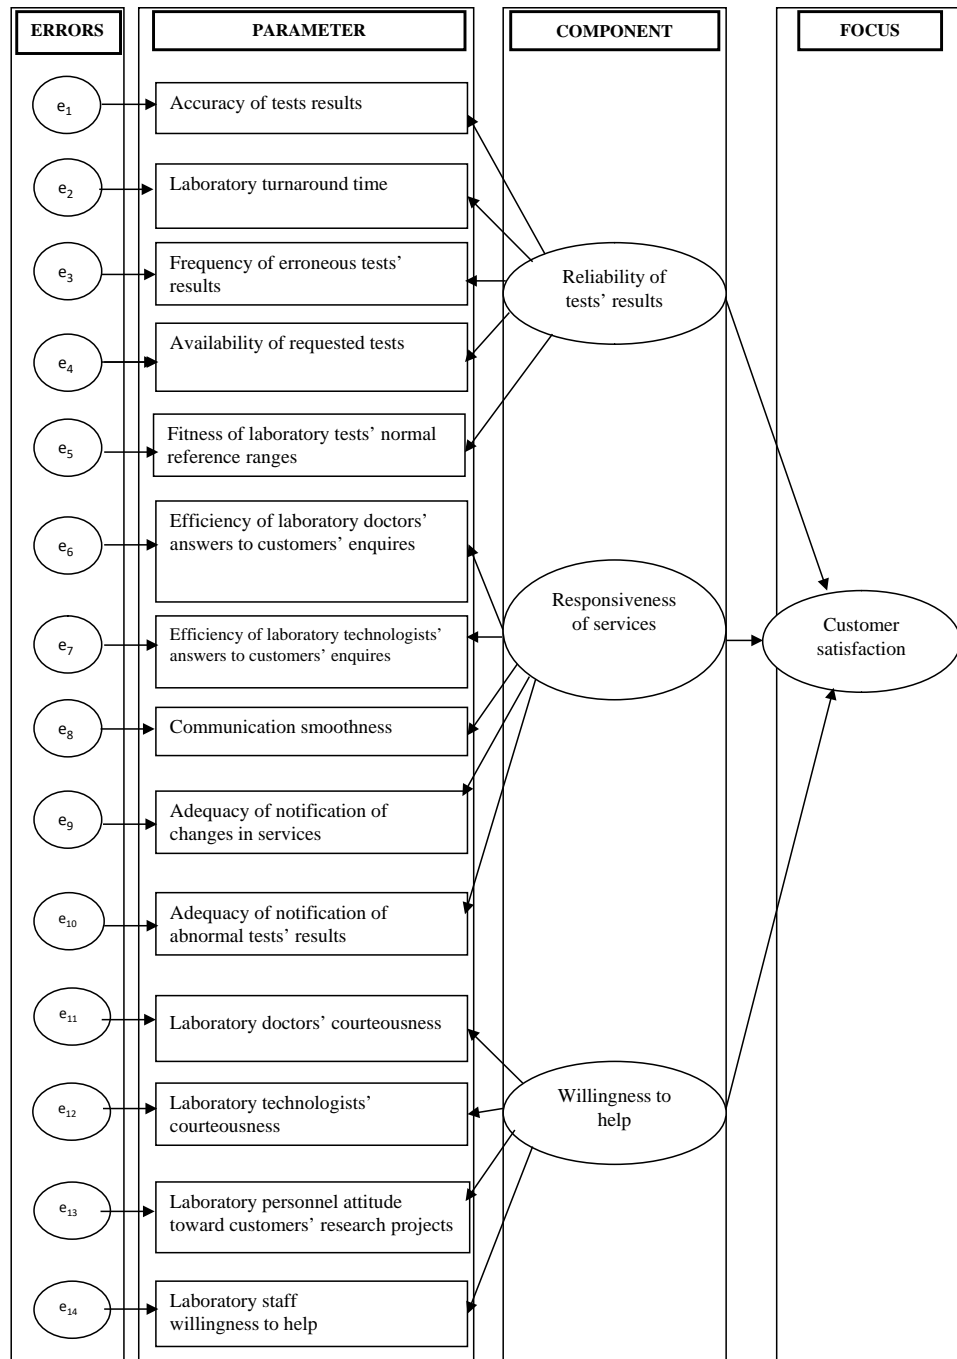 ERRORS
PARAMETER
COMPONENT
FOCUS
e1
Accuracy of tests results
e2
Laboratory turnaround time
e3
Frequency of erroneous tests’
results
Reliability of
tests’ results
e4
Availability of requested tests
e5
Fitness of laboratory tests’ normal
reference ranges
e6
Efficiency of laboratory doctors’
answers to customers’ enquires
Responsiveness
of services
e7
Efficiency of laboratory technologists’
answers to customers’ enquires
Customer
satisfaction
e8
Communication smoothness
e9
Adequacy of notification of
changes in services
e10
Adequacy of notification of
abnormal tests’ results
e11
Laboratory doctors’ courteousness
e12
Laboratory technologists’
courteousness
Willingness to
help
e13
Laboratory personnel attitude
toward customers’ research projects
e14
Laboratory staff
willingness to help